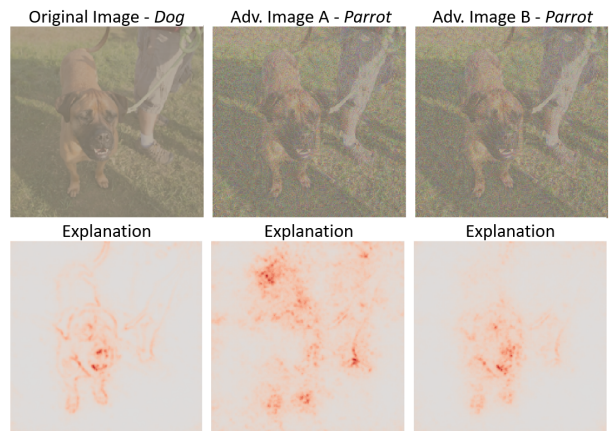 Original Image - Dog
Adv. Image A - Parrot
Adv. Image B - Parrot
Explanation
Explanation
Explanation